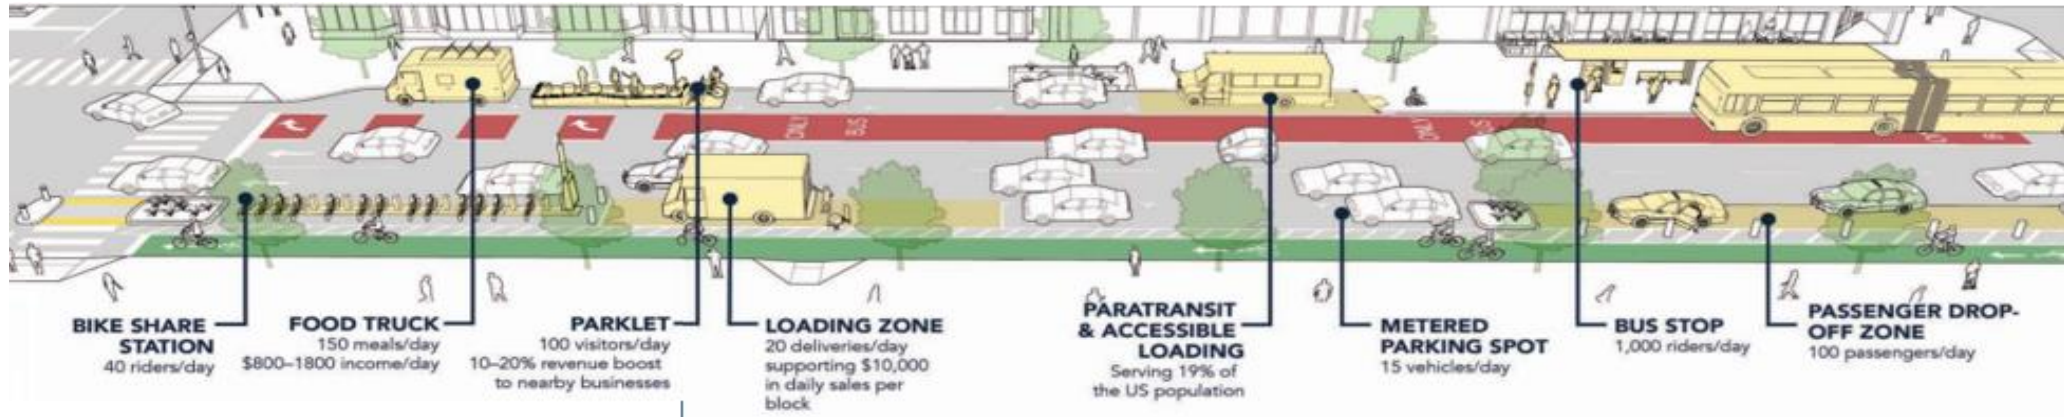 ONLY
BUS
ONLY
BUS
BIKE SHARE
STATION
40 riders/day
FOOD TRUCK
150 meals/day
$800–1800 income/day
PARKLET
100 visitors/day
10–20% revenue boost
to nearby businesses
LOADING ZONE
20 deliveries/day
supporting $10,000
in daily sales per
block
PARATRANSIT
& ACCESSIBLE
LOADING
Serving 19% of
the US population
METERED
PARKING SPOT
15 vehicles/day
BUS STOP
1,000 riders/day
PASSENGER DROP-
OFF ZONE
100 passengers/day